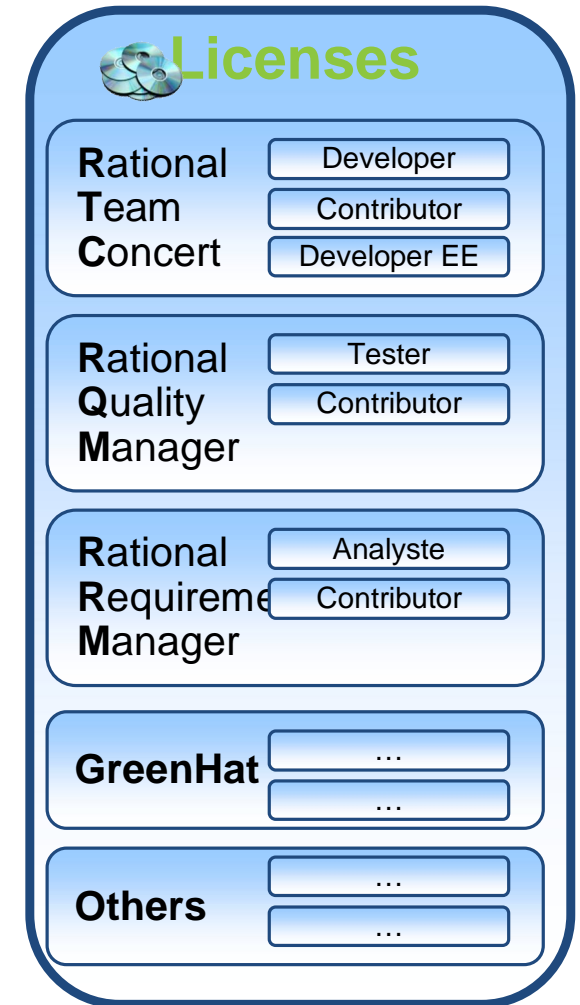 Licenses
Rational
Team
Concert
Developer
Contributor
Developer EE
Rational
Quality
Manager
Tester
Contributor
Rational
Requireme
Manager
Analyste
Contributor
GreenHat
...
...
Others
...
...